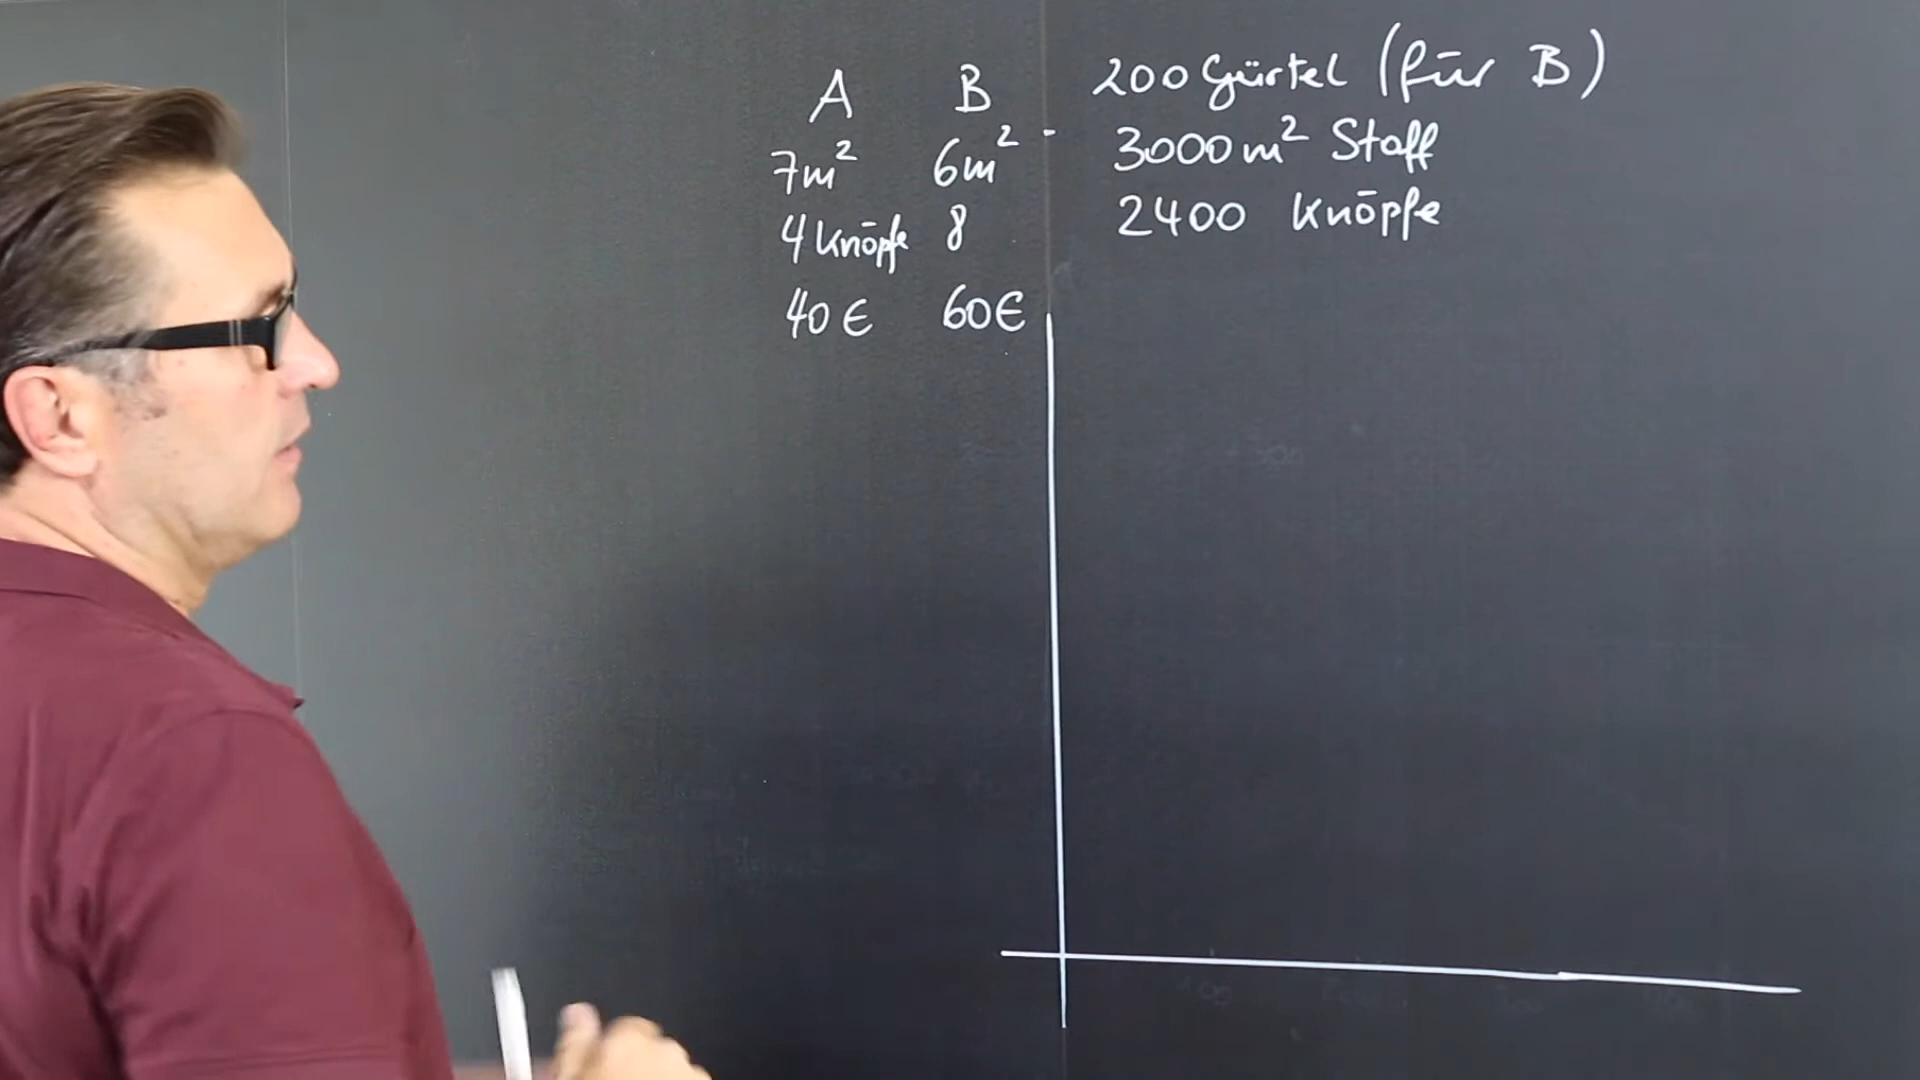 A B 200 Gürtel (für B)
7m² 6m² 3000 m² Stoff
4 Knöpfe 8 2400 Knöpfe
40 € 60 €